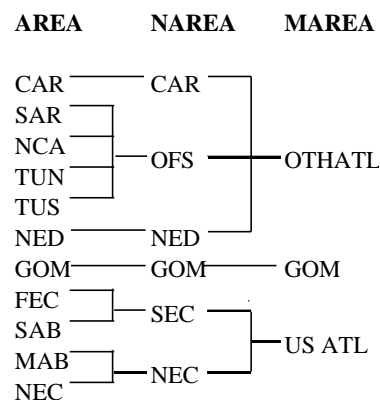 AREA NAREA MAREA
CAR CAR
SAR
NCA
OFS OTHATL
TUN
TUS
NED NED
GOM GOM GOM
FEC
SEC
SAB
US ATL
MAB
NEC
NEC